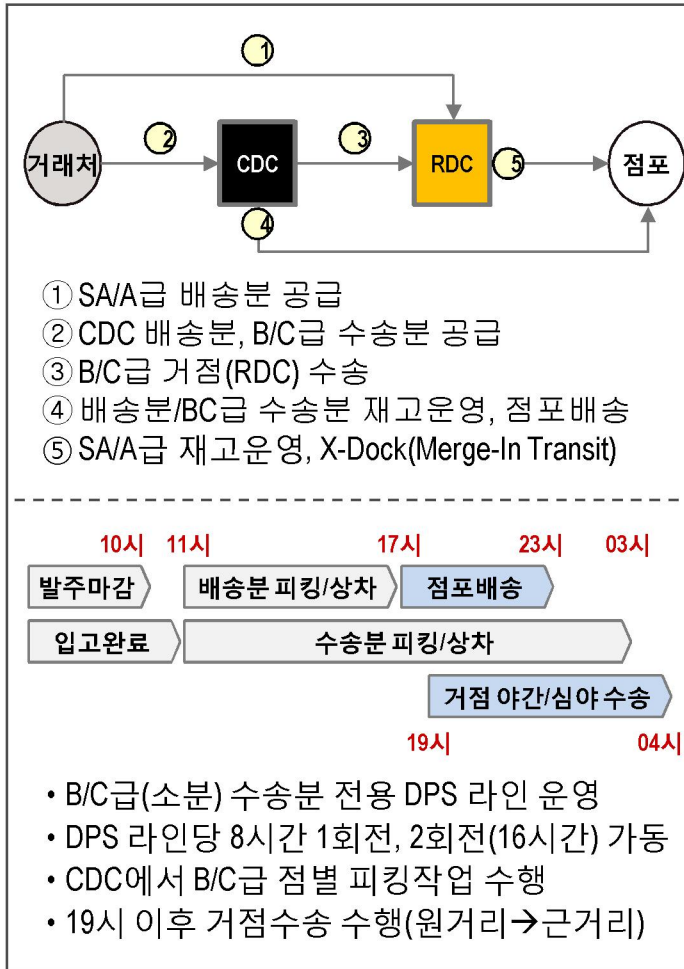 1
거래처
2
CDC
3
RDC
5
점포
4
① SA/A급 배송분 공급
② CDC 배송분, B/C급 수송분 공급
③ B/C급 거점(RDC) 수송
④ 배송분/BC급 수송분 재고운영, 점포배송
⑤ SA/A급 재고운영, X-Dock(Merge-In Transit)
10시 11시 17시 23시 03시
발주마감 배송분 피킹/상차 점포배송
입고완료 수송분 피킹/상차
거점 야간/심야 수송
19시 04시
• B/C급(소분) 수송분 전용 DPS 라인 운영
• DPS 라인당 8시간 1회전, 2회전(16시간) 가동
• CDC에서 B/C급 점별 피킹작업 수행
• 19시 이후 거점수송 수행(원거리→근거리)